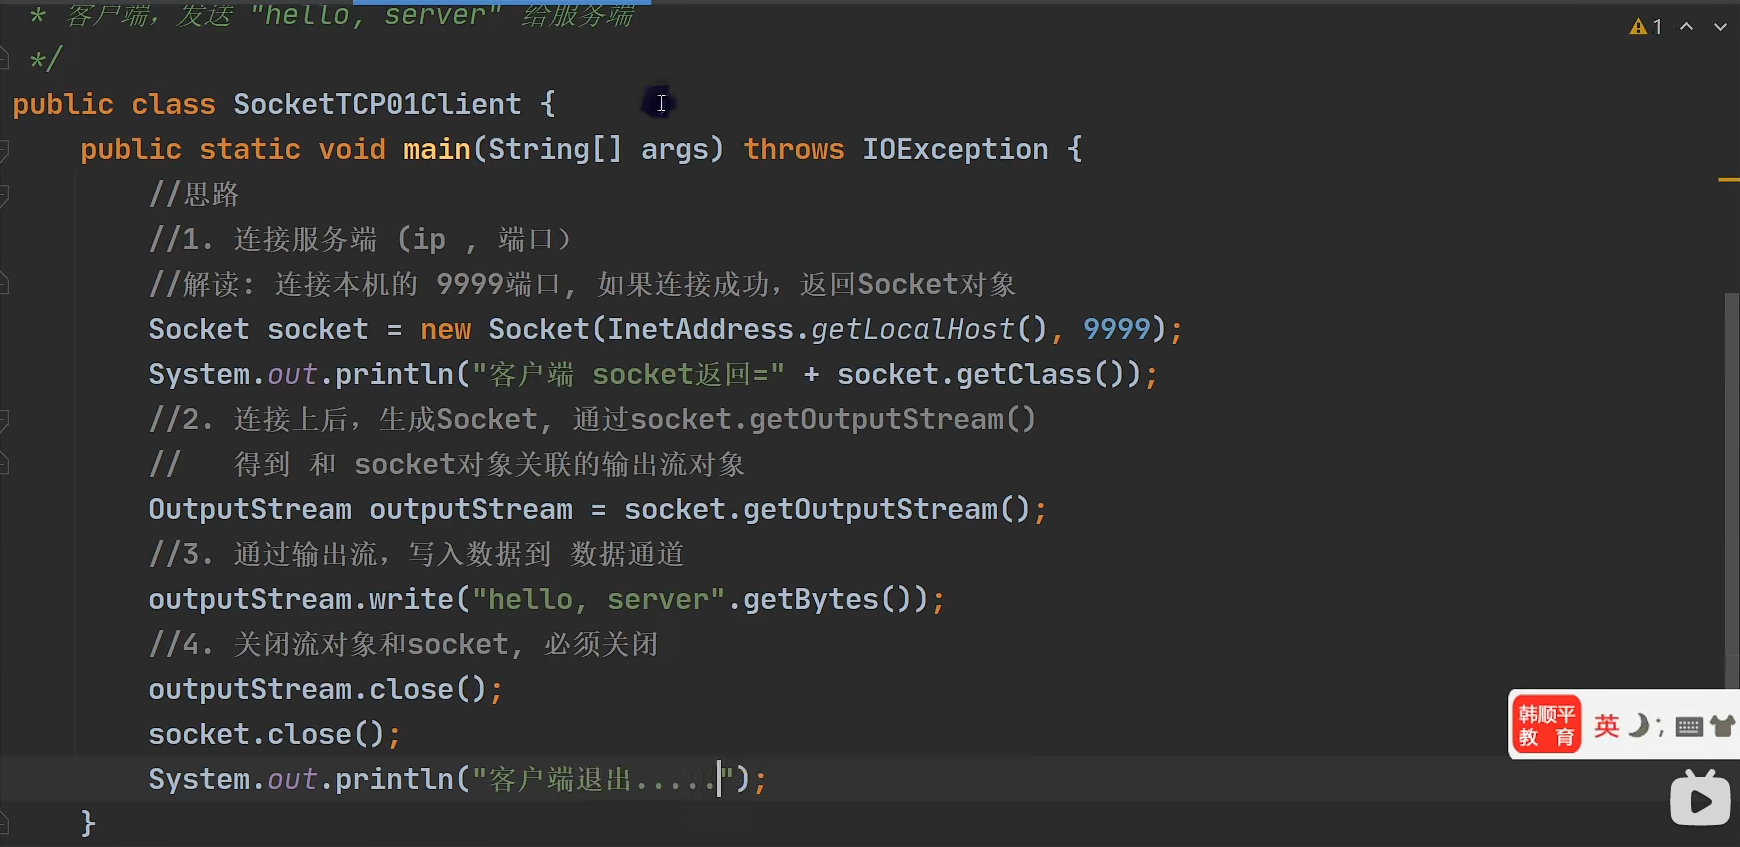 * 客户端，发送 "hello, server" 给服务端
*/
public class SocketTCP01Client {
public static void main(String[] args) throws IOException {
//思路
//1. 连接服务端 (ip , 端口）
//解读: 连接本机的 9999端口, 如果连接成功，返回Socket对象
Socket socket = new Socket(InetAddress.getLocalHost(), 9999);
System.out.println("客户端 socket返回=" + socket.getClass());
//2. 连接上后，生成Socket, 通过socket.getOutputStream()
//   得到 和 socket对象关联的输出流对象
OutputStream outputStream = socket.getOutputStream();
//3. 通过输出流，写入数据到 数据通道
outputStream.write("hello, server".getBytes());
//4. 关闭流对象和socket, 必须关闭
outputStream.close();
socket.close();
System.out.println("客户端退出.....");
}
1
韩顺平
教 育
英